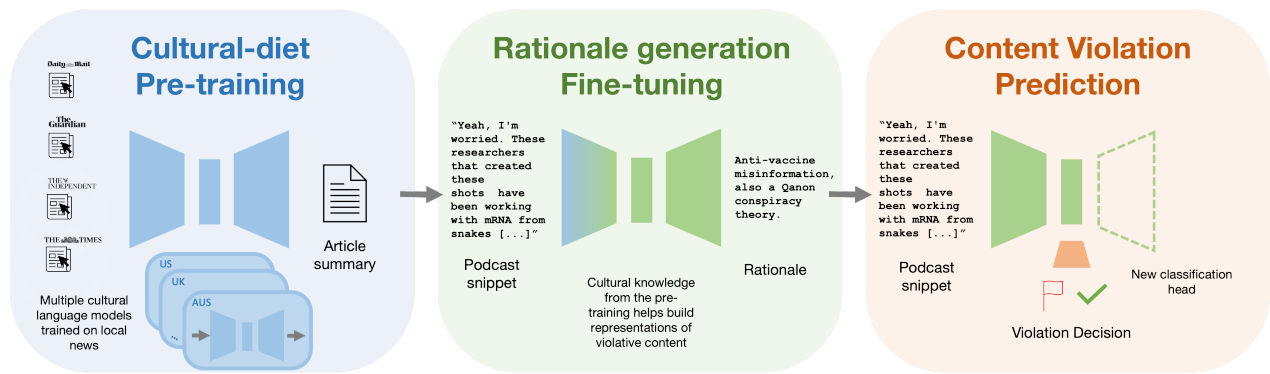 Cultural-diet
Pre-training
Daily Mail
The
Guardian
THE
INDEPENDENT
THE TIMES
Multiple cultural
language models
trained on local
news
US
UK
AUS
...
Article
summary
Rationale generation
Fine-tuning
"Yeah, I'm
worried. These
researchers
that created
these
shots have
been working
with mRNA from
snakes [...]"
Podcast
snippet
Cultural knowledge
from the pre-
training helps build
representations of
violative content
Anti-vaccine
misinformation,
also a Qanon
conspiracy
theory.
Rationale
Content Violation
Prediction
"Yeah, I'm
worried. These
researchers
that created
these
shots have
been working
with mRNA from
snakes [...]"
Podcast
snippet
New classification
head
Violation Decision